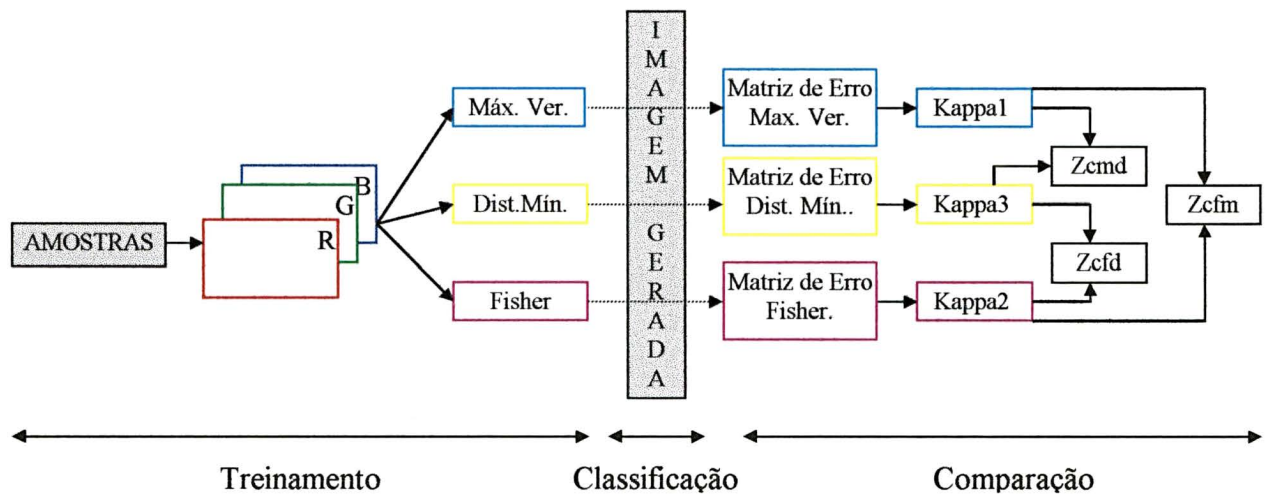 AMOSTRAS
B
G
R
Máx. Ver.
Dist.Mín.
Fisher
I
M
A
G
E
M
G
E
R
A
D
A
Matriz de Erro
Max. Ver.
Matriz de Erro
Dist. Mín..
Matriz de Erro
Fisher.
Kappa1
Kappa3
Kappa2
Zcmd
Zcfd
Zcfm
Treinamento
Classificação
Comparação